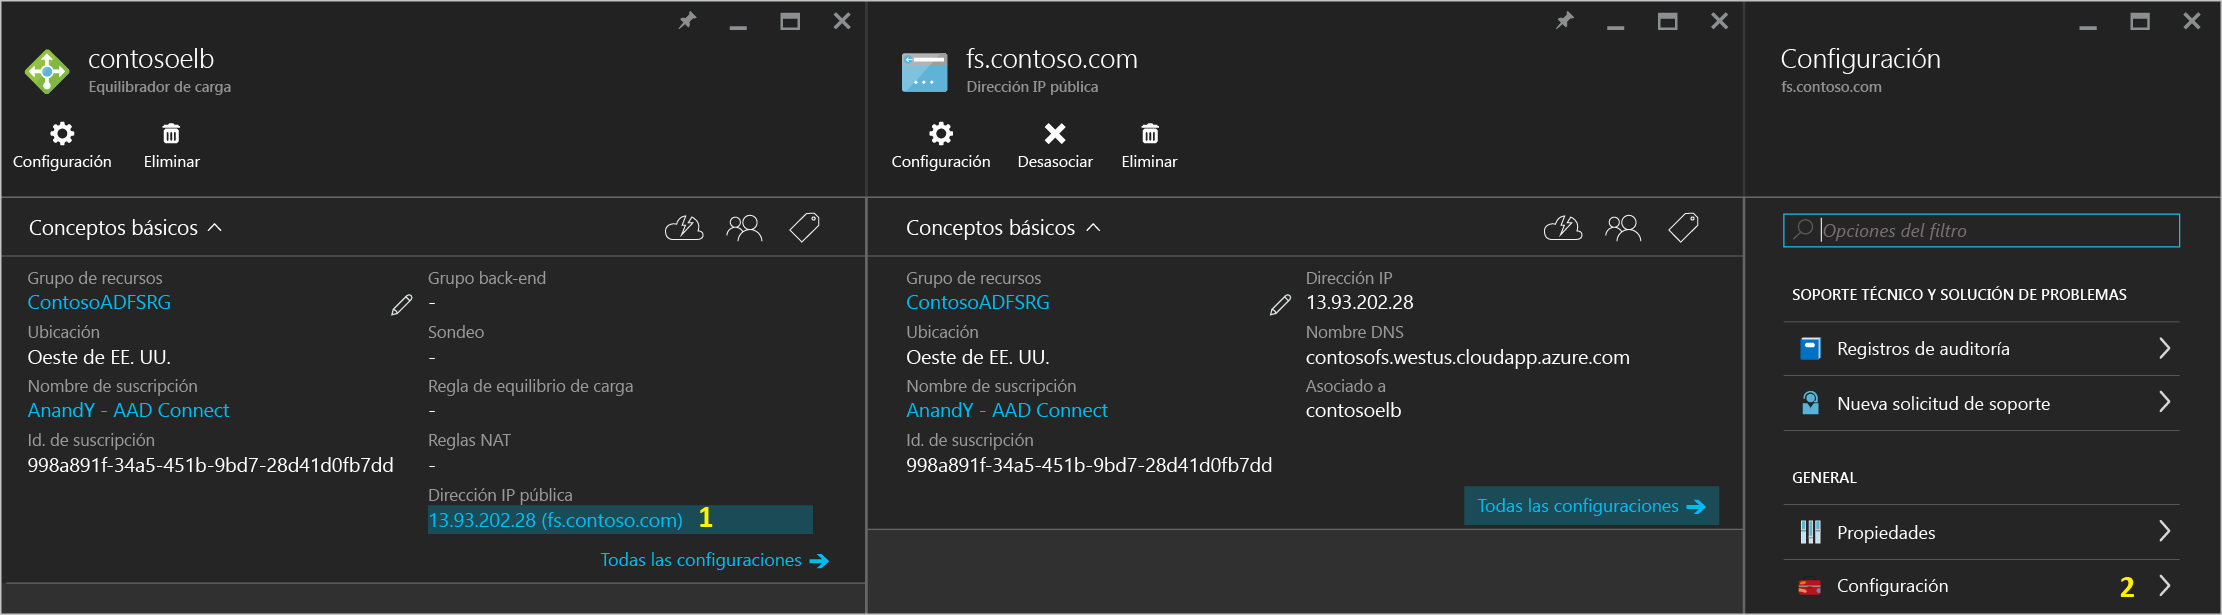 contosoelb
Equilibrador de carga
Configuración
Eliminar
Conceptos básicos
Grupo de recursos
ContosoADFSRG
Ubicación
Oeste de EE. UU.
Nombre de suscripción
AnandY - AAD Connect
Id. de suscripción
998a891f-34a5-451b-9bd7-28d41d0fb7dd
Grupo back-end
-
Sondeo
-
Regla de equilibrio de carga
-
Reglas NAT
-
Dirección IP pública
13.93.202.28 (fs.contoso.com) 1
Todas las configuraciones
fs.contoso.com
Dirección IP pública
Configuración
Desasociar
Eliminar
Conceptos básicos
Grupo de recursos
ContosoADFSRG
Ubicación
Oeste de EE. UU.
Nombre de suscripción
AnandY - AAD Connect
Id. de suscripción
998a891f-34a5-451b-9bd7-28d41d0fb7dd
Dirección IP
13.93.202.28
Nombre DNS
contosofs.westus.cloudapp.azure.com
Asociado a
contosoelb
Todas las configuraciones
Configuración
fs.contoso.com
Opciones del filtro
SOPORTE TÉCNICO Y SOLUCIÓN DE PROBLEMAS
Registros de auditoría
Nueva solicitud de soporte
GENERAL
Propiedades
Configuración 2